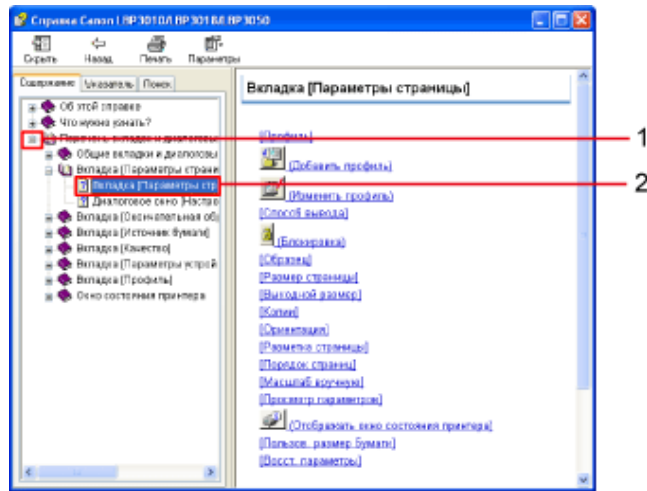 Справка Canon LBP3010/LBP3018/LBP3050
Скрыть Назад Печать Параметры
Содержание Указатель Поиск
Об этой справке
Что нужно знать?
Перечень вкладок и диалоговы
Общие вкладки и диалоговы
Вкладка [Параметры страни
Вкладка [Параметры стр
Диалоговое окно [Настро
Вкладка [Окончательная об
Вкладка [Источник бумаги]
Вкладка [Качество]
Вкладка [Параметры устрой
Вкладка [Профиль]
Окно состояния принтера
Вкладка [Параметры страницы]
[Профиль]
[Добавить профиль]
[Изменить профиль]
[Способ вывода]
[Блокировка]
[Образец]
[Размер страницы]
[Выходной размер]
[Копии]
[Ориентация]
[Разметка страницы]
[Порядок страниц]
[Масштаб вручную]
[Просмотр параметров]
[Отображать окно состояния принтера]
[Пользов. размер бумаги]
[Восст. параметры]
1
2